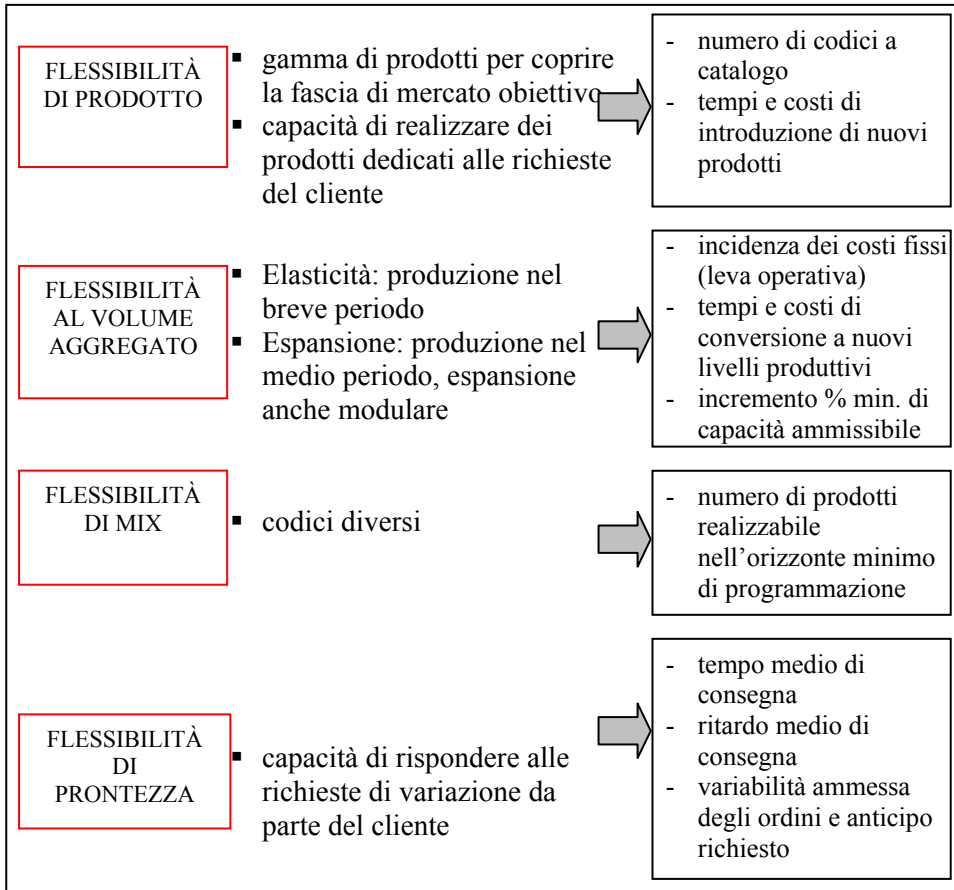 FLESSIBILITÀ
DI PRODOTTO
▪ gamma di prodotti per coprire
la fascia di mercato obiettivo
▪ capacità di realizzare dei
prodotti dedicati alle richieste
del cliente
- numero di codici a
catalogo
- tempi e costi di
introduzione di nuovi
prodotti
FLESSIBILITÀ
AL VOLUME
AGGREGATO
▪ Elasticità: produzione nel
breve periodo
▪ Espansione: produzione nel
medio periodo, espansione
anche modulare
- incidenza dei costi fissi
(leva operativa)
- tempi e costi di
conversione a nuovi
livelli produttivi
- incremento % min. di
capacità ammissibile
FLESSIBILITÀ
DI MIX
▪ codici diversi
- numero di prodotti
realizzabile
nell’orizzonte minimo
di programmazione
FLESSIBILITÀ
DI
PRONTEZZA
▪ capacità di rispondere alle
richieste di variazione da
parte del cliente
- tempo medio di
consegna
- ritardo medio di
consegna
- variabilità ammessa
degli ordini e anticipo
richiesto